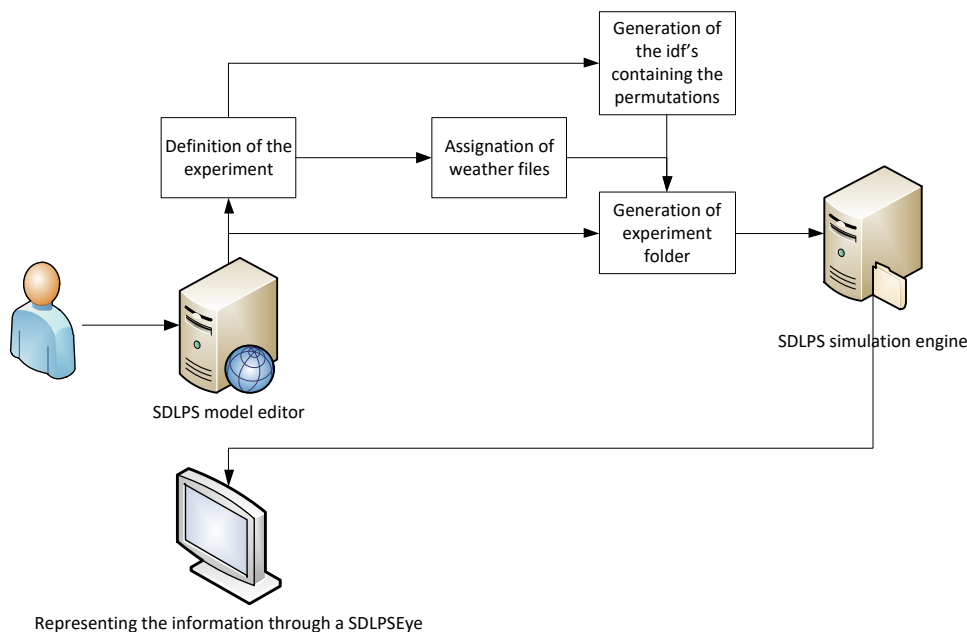 Generation of
the idf's
containing the
permutations
Definition of the
experiment
Assignation of
weather files
Generation of
experiment
folder
SDLPS simulation engine
SDLPS model editor
Representing the information through a SDLPSEye